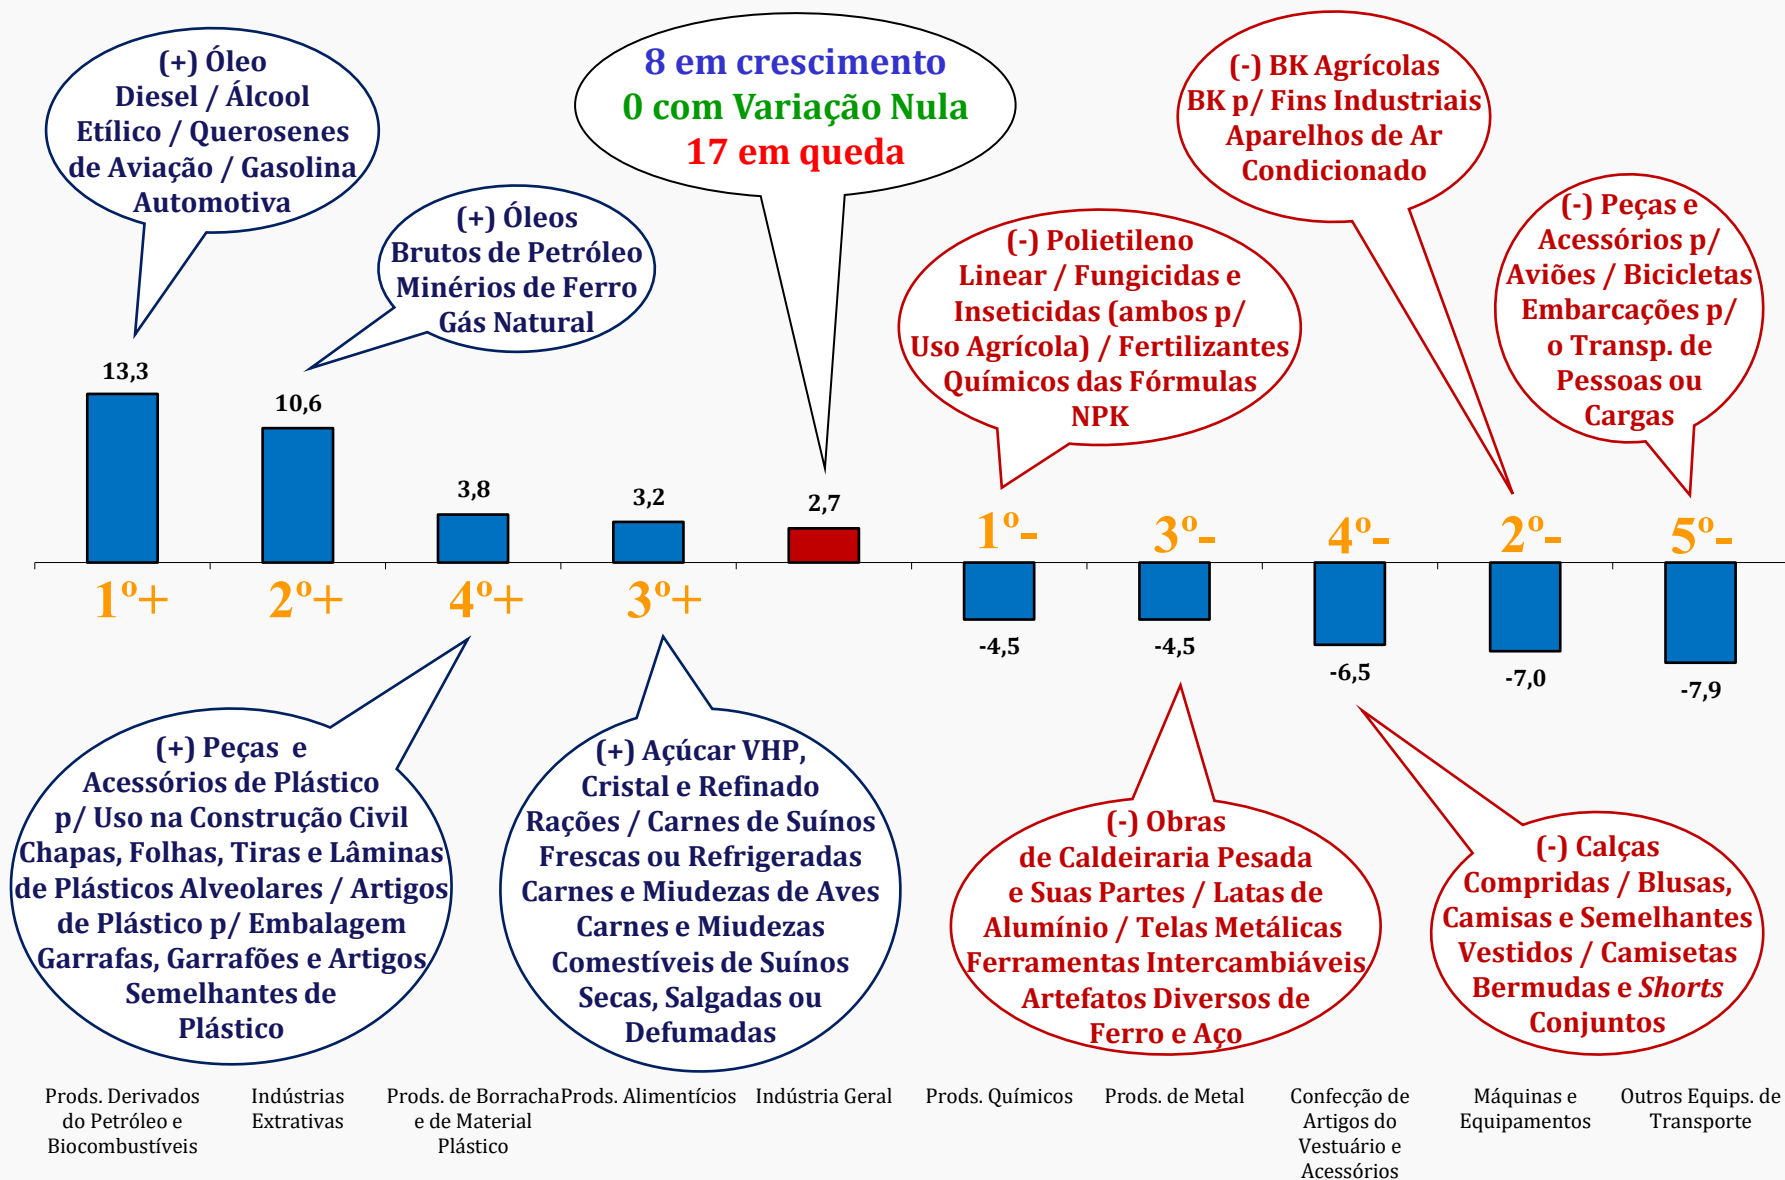 (+) Óleo
Diesel / Álcool
Etílico / Querosenes
de Aviação / Gasolina
Automotiva
(+) Óleos
Brutos de Petróleo
Minérios de Ferro
Gás Natural
8 em crescimento
0 com Variação Nula
17 em queda
(-) Polietileno
Linear / Fungicidas e
Inseticidas (ambos p/
Uso Agrícola) / Fertilizantes
Químicos das Fórmulas
NPK
(-) BK Agrícolas
BK p/ Fins Industriais
Aparelhos de Ar
Condicionado
(-) Peças e
Acessórios p/
Aviões / Bicicletas
Embarcações p/
o Transp. de
Pessoas ou
Cargas
13,3
10,6
3,8
3,2
2,7
1º-
3º-
4º-
2º-
5º-
1º+
2º+
4º+
3º+
-4,5
-4,5
-6,5
-7,0
-7,9
(+) Peças e
Acessórios de Plástico
p/ Uso na Construção Civil
Chapas, Folhas, Tiras e Lâminas
de Plásticos Alveolares / Artigos
de Plástico p/ Embalagem
Garrafas, Garrafões e Artigos
Semelhantes de
Plástico
(+) Açúcar VHP,
Cristal e Refinado
Rações / Carnes de Suínos
Frescas ou Refrigeradas
Carnes e Miudezas de Aves
Carnes e Miudezas
Comestíveis de Suínos
Secas, Salgadas ou
Defumadas
(-) Obras
de Caldeiraria Pesada
e Suas Partes / Latas de
Alumínio / Telas Metálicas
Ferramentas Intercambiáveis
Artefatos Diversos de
Ferro e Aço
(-) Calças
Compridas / Blusas,
Camisas e Semelhantes
Vestidos / Camisetas
Bermudas e Shorts
Conjuntos
Prods. Derivados
do Petróleo e
Biocombustíveis
Indústrias
Extrativas
Prods. de Borracha
e de Material
Plástico
Prods. Alimentícios
Indústria Geral
Prods. Químicos
Prods. de Metal
Confecção de
Artigos do
Vestuário e
Acessórios
Máquinas e
Equipamentos
Outros Equips. de
Transporte